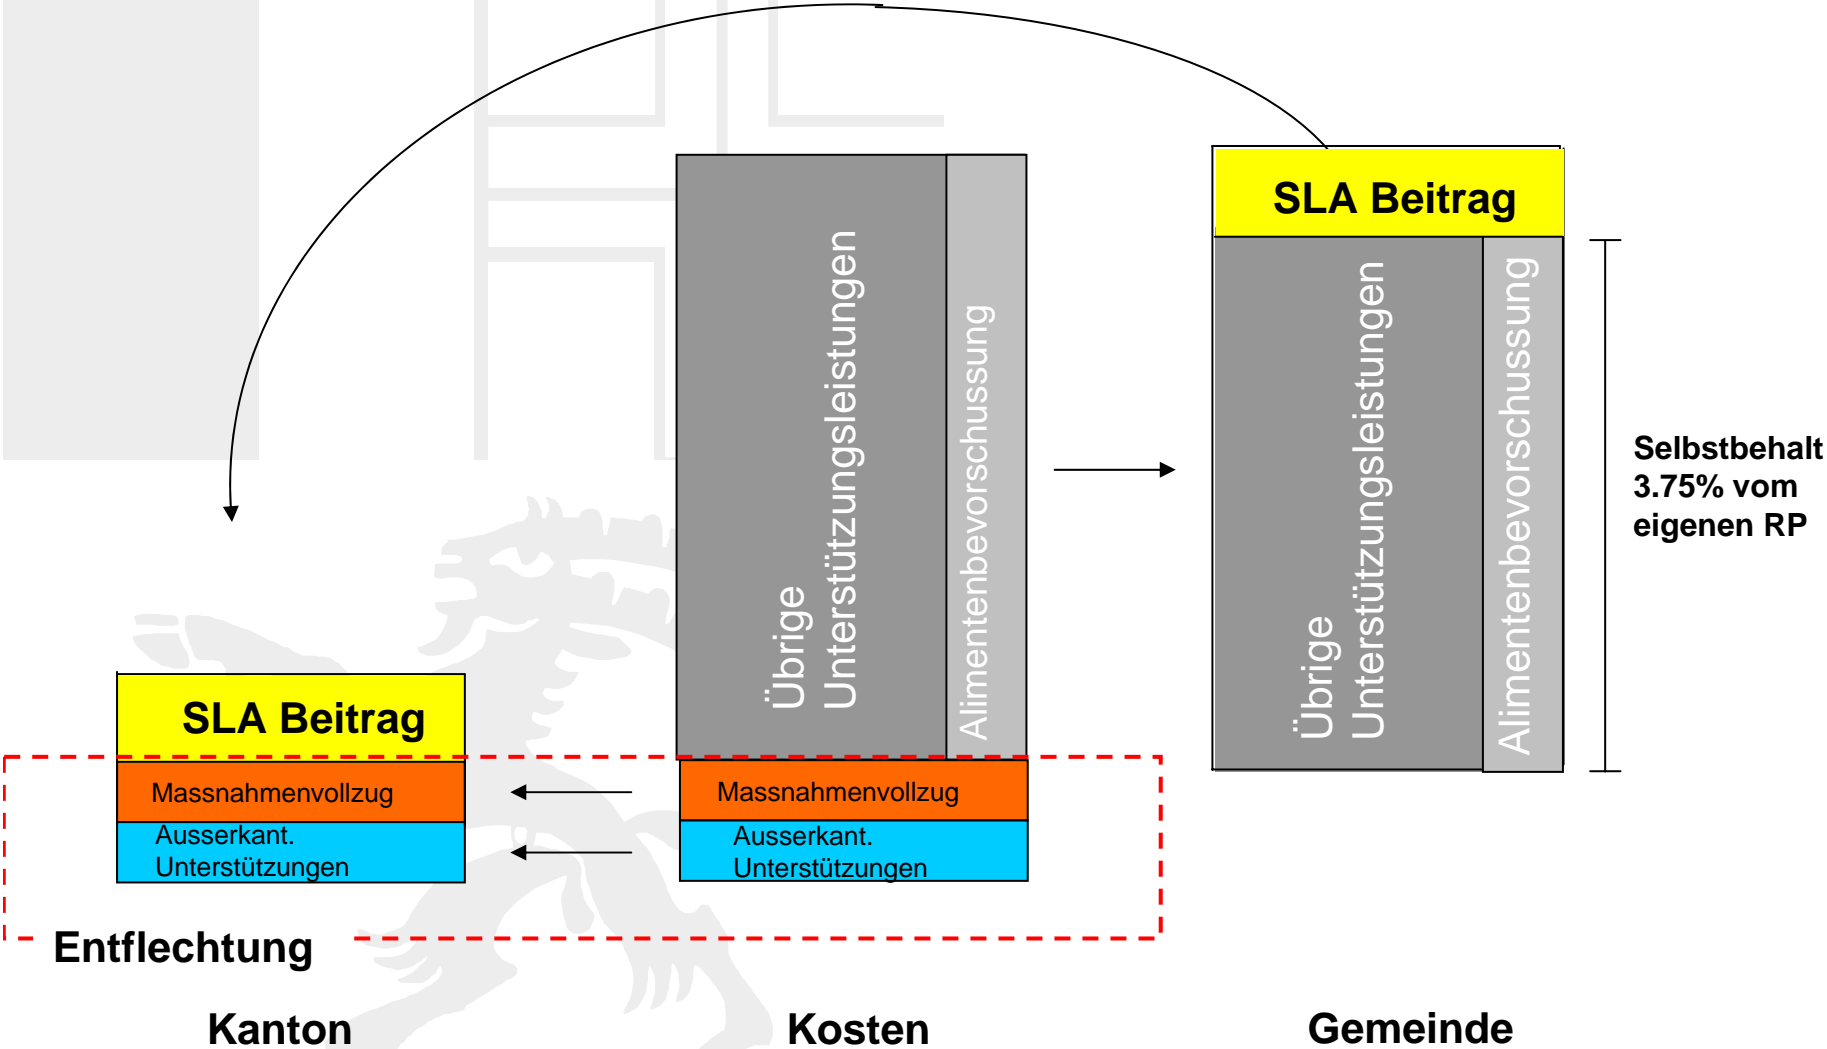 SLA Beitrag
Massnahmenvollzug
Ausserkant.
Unterstützungen
Entflechtung
Kanton
Übrige
Unterstützungsleistungen
Alimentenbevorschussung
Massnahmenvollzug
Ausserkant.
Unterstützungen
Kosten
SLA Beitrag
Übrige
Unterstützungsleistungen
Alimentenbevorschussung
Gemeinde
Selbstbehalt
3.75% vom
eigenen RP